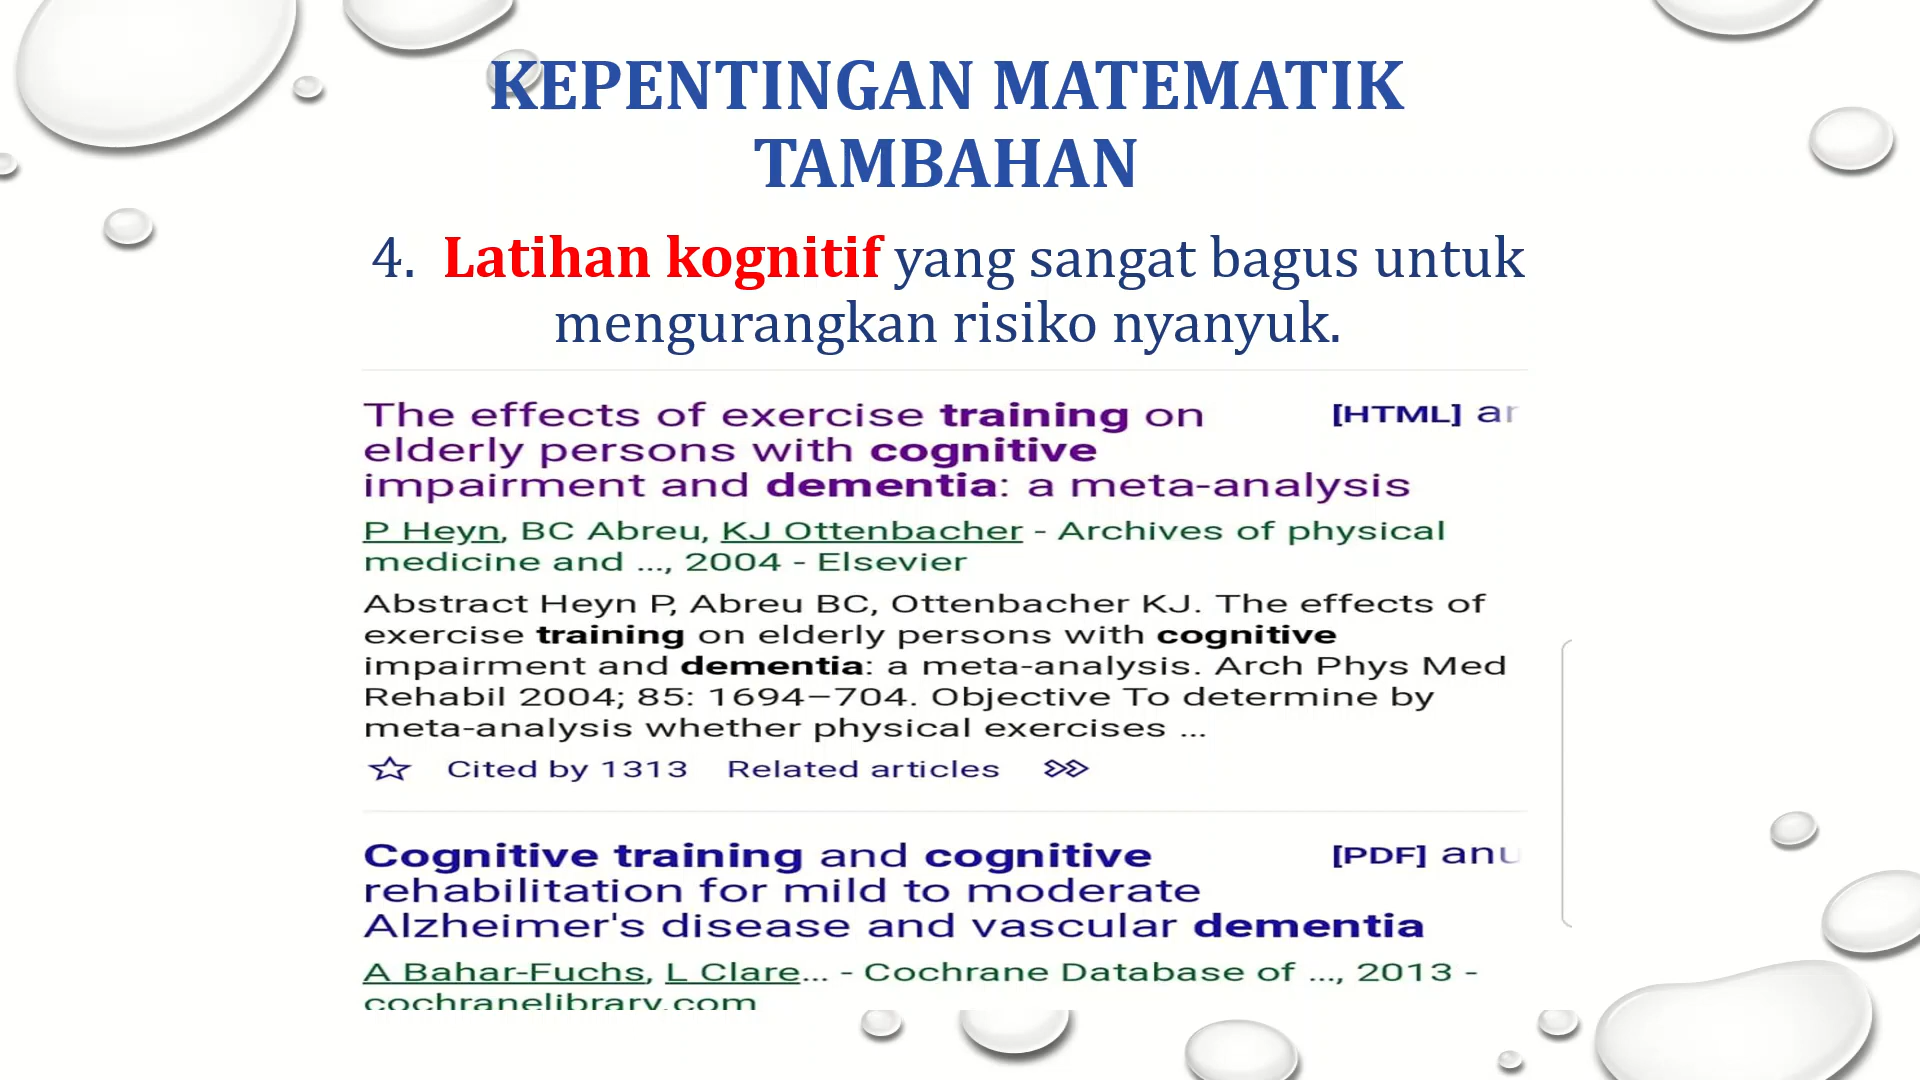 KEPENTINGAN MATEMATIK
TAMBAHAN
4. Latihan kognitif yang sangat bagus untuk
mengurangkan risiko nyanyuk.
The effects of exercise training on
elderly persons with cognitive
impairment and dementia: a meta-analysis
[HTML] ar
P Heyn, BC Abreu, KJ Ottenbacher - Archives of physical
medicine and ..., 2004 - Elsevier
Abstract Heyn P, Abreu BC, Ottenbacher KJ. The effects of
exercise training on elderly persons with cognitive
impairment and dementia: a meta-analysis. Arch Phys Med
Rehabil 2004; 85: 1694–704. Objective To determine by
meta-analysis whether physical exercises ...
Cited by 1313 Related articles
Cognitive training and cognitive
rehabilitation for mild to moderate
Alzheimer's disease and vascular dementia
[PDF] anu
A Bahar-Fuchs, L Clare... - Cochrane Database of ..., 2013 -
cochranelibrary.com